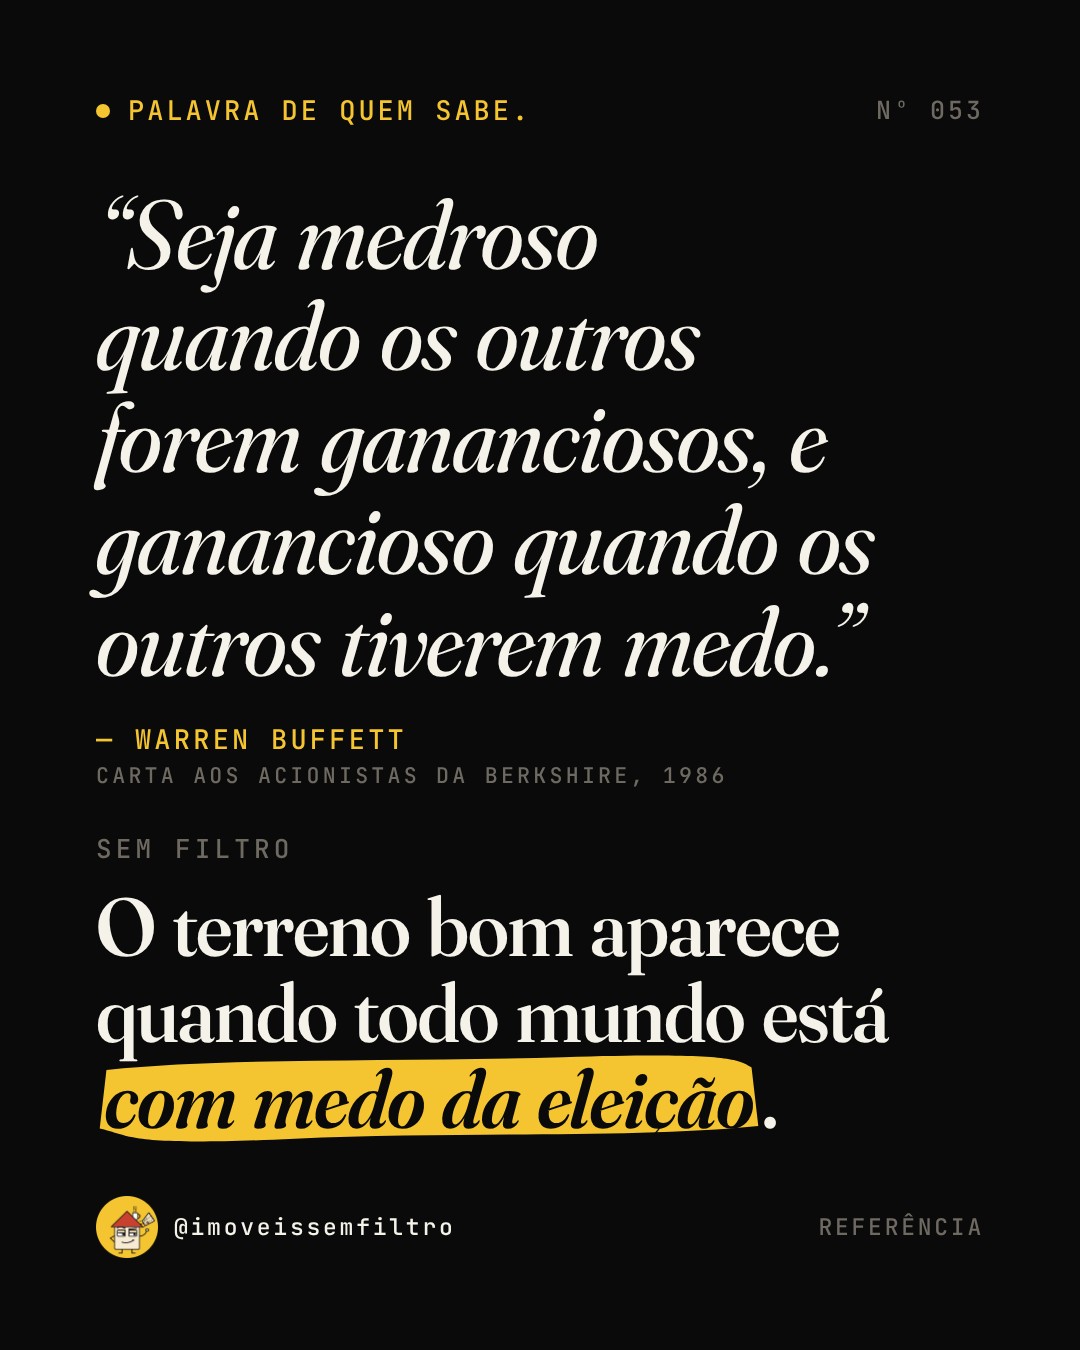 PALAVRA DE QUEM SABE.
Nº 053
“Seja medroso
quando os outros
forem gananciosos, e
ganancioso quando os
outros tiverem medo.”
— WARREN BUFFETT
CARTA AOS ACIONISTAS DA BERKSHIRE, 1986
SEM FILTRO
O terreno bom aparece
quando todo mundo está
com medo da eleição.
@imoveissemfiltro
REFERÊNCIA